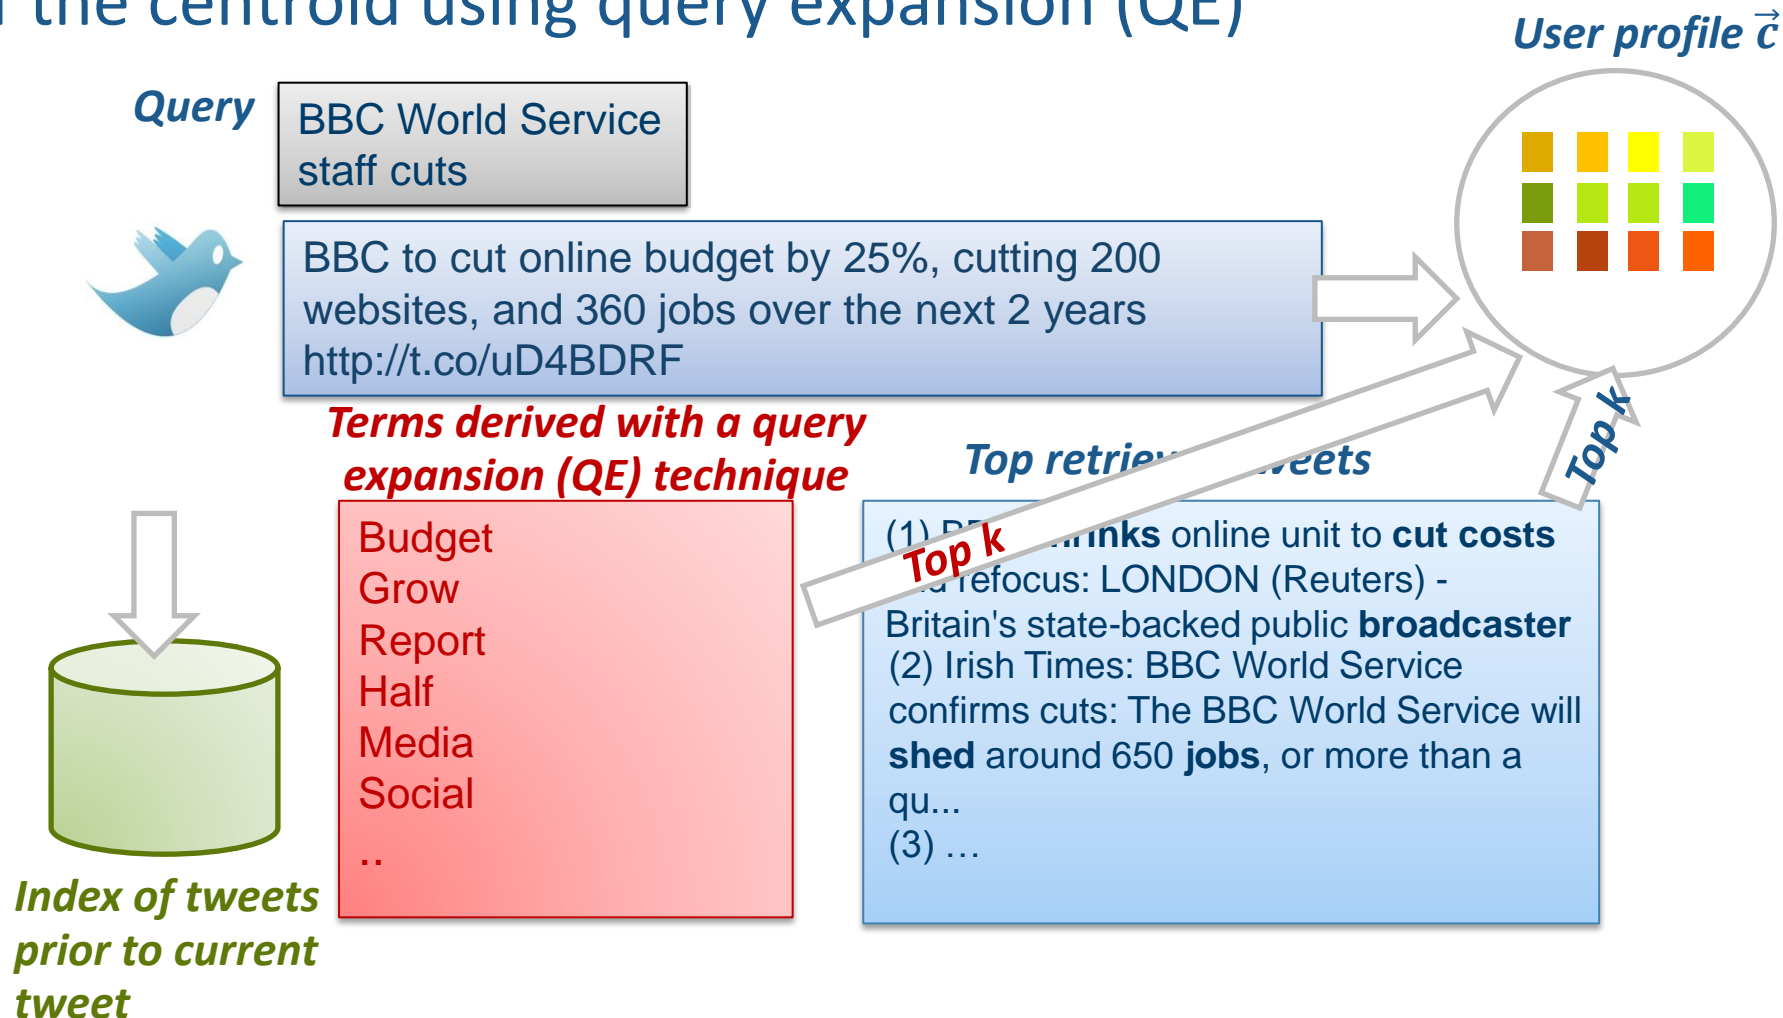 the centroid using query expansion (QE)
User profile c
Query
BBC World Service
staff cuts
BBC to cut online budget by 25%, cutting 200
websites, and 360 jobs over the next 2 years
http://t.co/uD4BDRF
Terms derived with a query
expansion (QE) technique
Budget
Grow
Report
Half
Media
Social
..
Top k
Top k
Top
(1) online unit to cut costs
refocus: LONDON (Reuters) -
Britain's state-backed public broadcaster
(2) Irish Times: BBC World Service
confirms cuts: The BBC World Service will
shed around 650 jobs, or more than a
qu...
(3) …
Index of tweets
prior to current
tweet